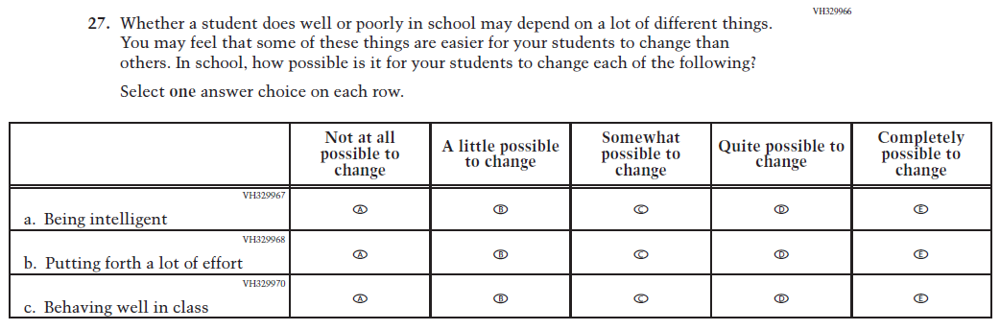 VH329966
27. Whether a student does well or poorly in school may depend on a lot of different things.
You may feel that some of these things are easier for your students to change than
others. In school, how possible is it for your students to change each of the following?
Select one answer choice on each row.
Not at all
possible to
change
A little possible
to change
Somewhat
possible to
change
Quite possible to
change
Completely
possible to
change
VH329967
a. Being intelligent
A B C D E
VH329968
b. Putting forth a lot of effort
A B C D E
VH329970
c. Behaving well in class
A B C D E